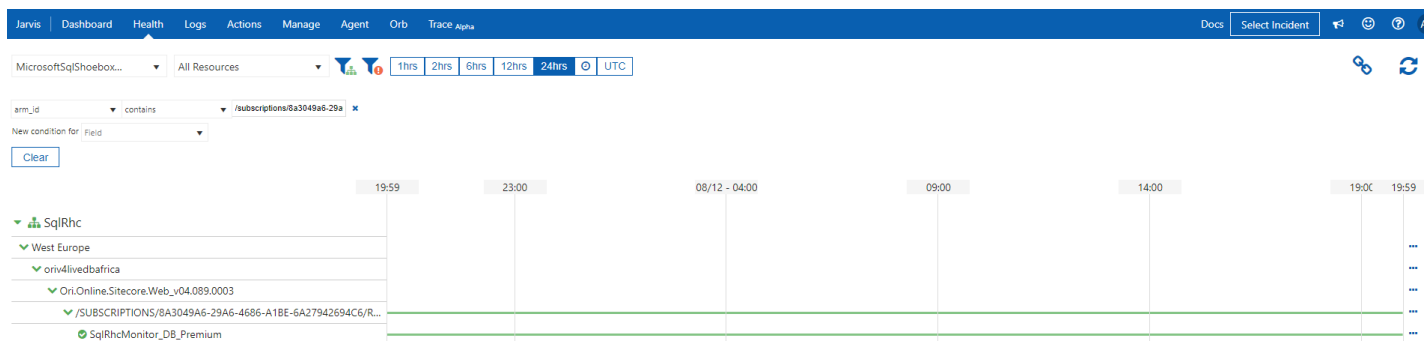 Jarvis Dashboard Health Logs Actions Manage Agent Orb Trace Alpha Docs Select Incident
MicrosoftSqlShoebox... All Resources 1hrs 2hrs 6hrs 12hrs 24hrs UTC
arm_id contains /subscriptions/8a3049a6-29a
New condition for Field
Clear
19:59 23:00 08/12 - 04:00 09:00 14:00 19:0 19:59
SqlRhc
West Europe
oriv4livedbafrica
Ori.Online.Sitecore.Web_v04.089.0003
/SUBSCRIPTIONS/8A3049A6-29A6-4686-A1BE-6A27942694C6/R...
SqlRhcMonitor_DB_Premium